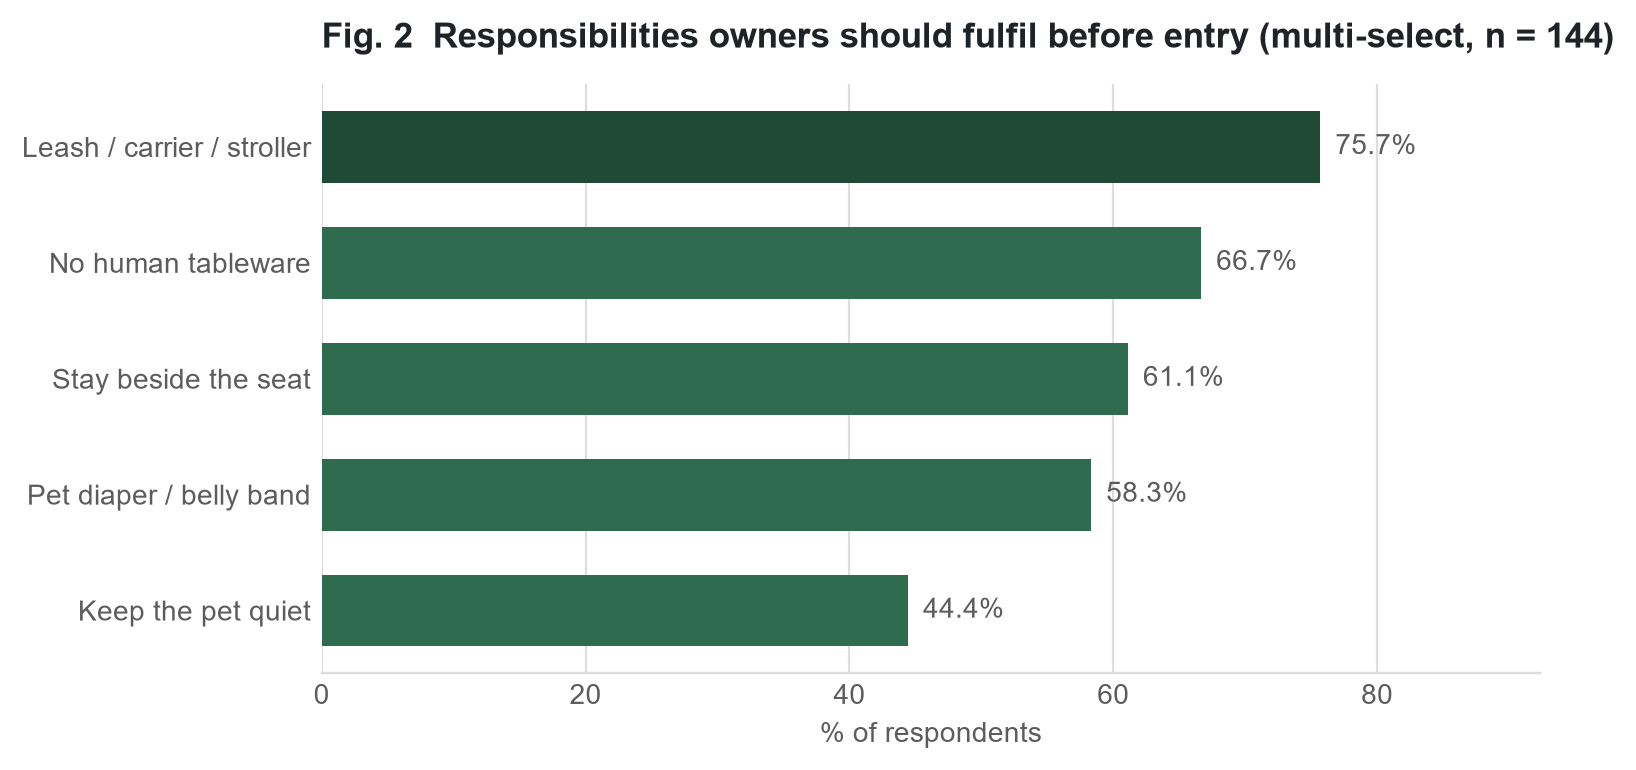 Fig. 2  Responsibilities owners should fulfil before entry (multi-select, n = 144)
Leash / carrier / stroller 75.7%
No human tableware 66.7%
Stay beside the seat 61.1%
Pet diaper / belly band 58.3%
Keep the pet quiet 44.4%
0 20 40 60 80
% of respondents